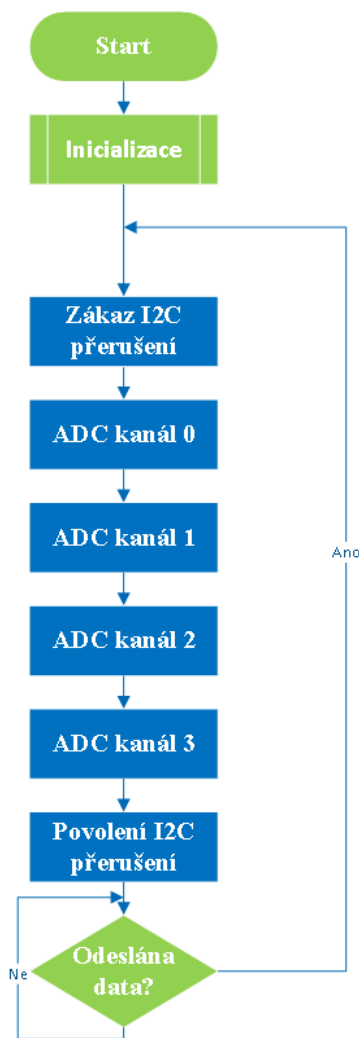 Start
Inicializace
Zákaz I2C
přerušení
ADC kanál 0
ADC kanál 1
Ano
ADC kanál 2
ADC kanál 3
Povolení I2C
přerušení
Odeslána
data?
Ne